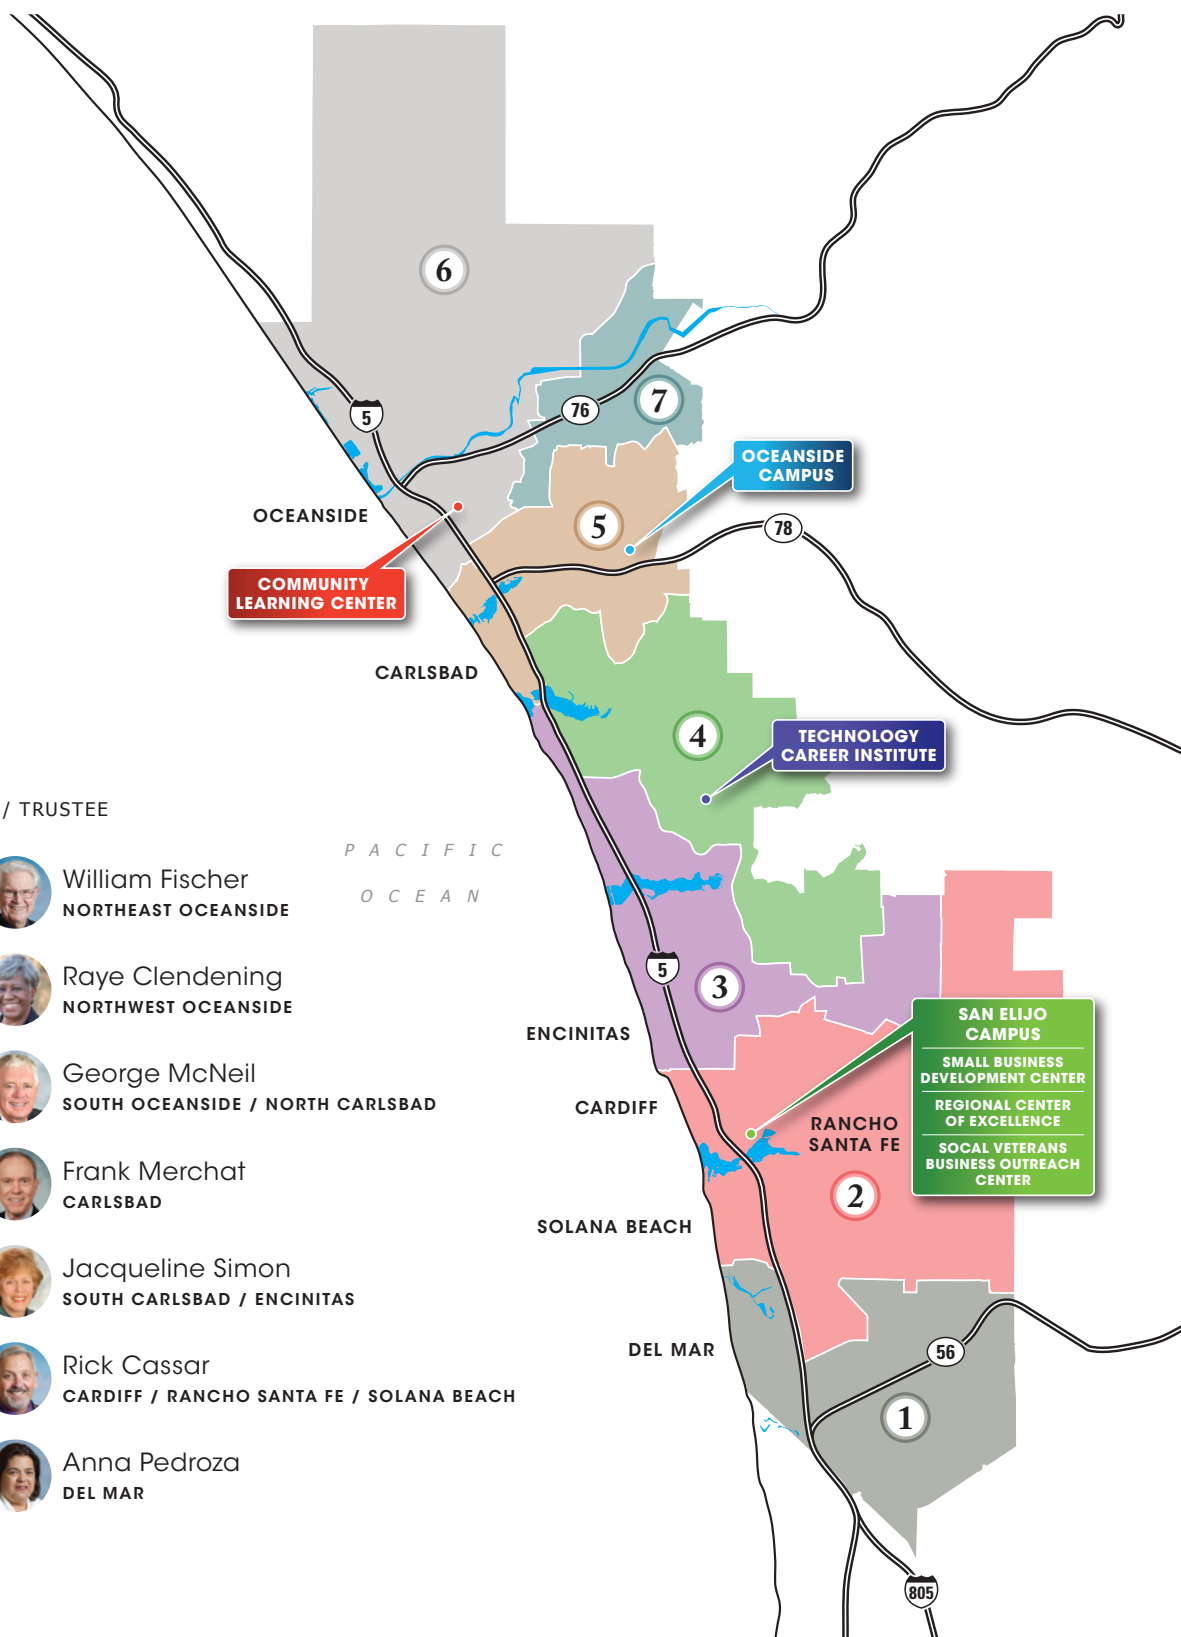 6
7
76
5
OCEANSIDE
CAMPUS
OCEANSIDE
5
78
COMMUNITY
LEARNING CENTER
CARLSBAD
4
TECHNOLOGY
CAREER INSTITUTE
/ TRUSTEE
PACIFIC
OCEAN
William Fischer
NORTHEAST OCEANSIDE
Raye Clendening
NORTHWEST OCEANSIDE
George McNeil
SOUTH OCEANSIDE / NORTH CARLSBAD
Frank Merchat
CARLSBAD
Jacqueline Simon
SOUTH CARLSBAD / ENCINITAS
Rick Cassar
CARDIFF / RANCHO SANTA FE / SOLANA BEACH
Anna Pedroza
DEL MAR
5
3
ENCINITAS
SAN ELIJO
CAMPUS
SMALL BUSINESS
DEVELOPMENT CENTER
REGIONAL CENTER
OF EXCELLENCE
SOCAL VETERANS
BUSINESS OUTREACH
CENTER
CARDIFF
RANCHO
SANTA FE
2
SOLANA BEACH
DEL MAR
56
1
805